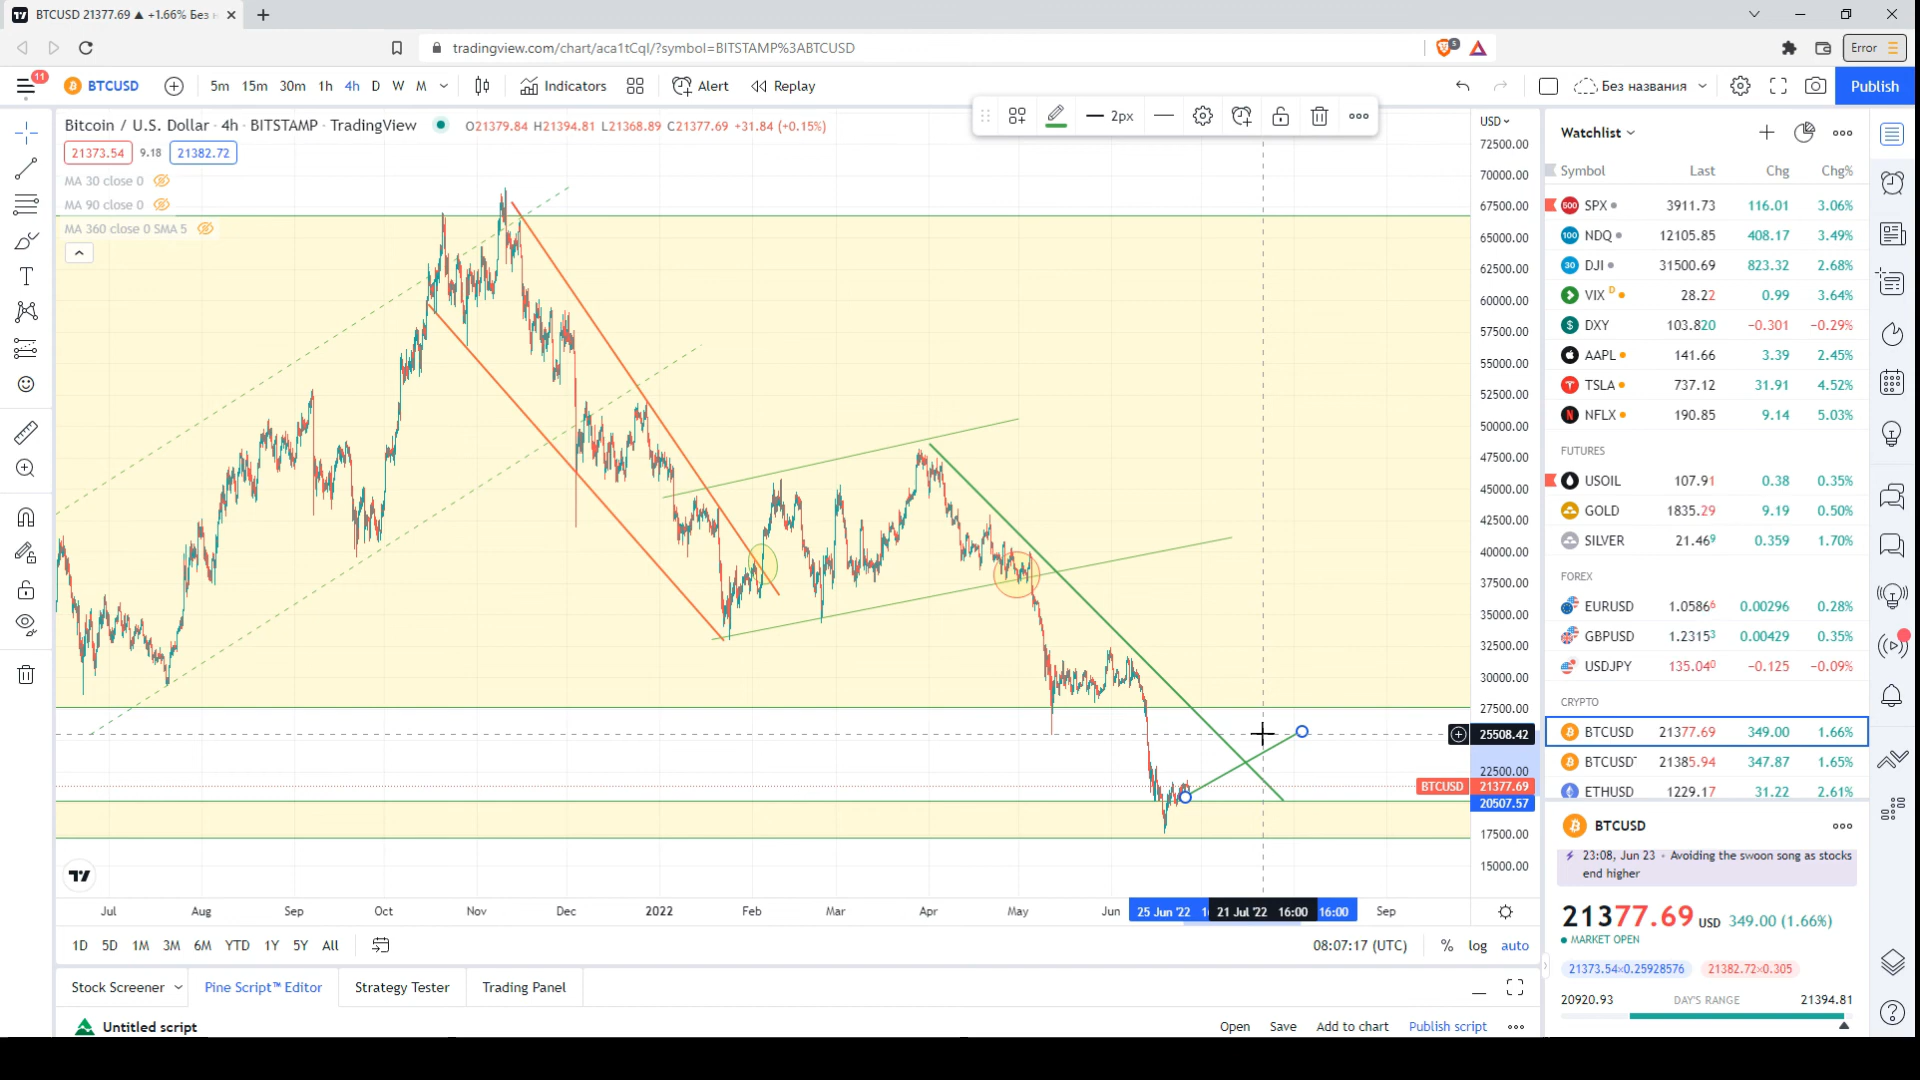 BTCUSD 21377.69 ▲ +1.66% Без
tradingview.com/chart/aca1tCql/?symbol=BITSTAMP%3ABTCUSD
5
Error
11
BTCUSD
5m 15m 30m 1h 4h D W M
Indicators
Alert
Replay
Без названия
Publish
Bitcoin / U.S. Dollar · 4h · BITSTAMP · TradingView
O21379.84 H21394.81 L21368.89 C21377.69 +31.84 (+0.15%)
2px
21373.54 9.18 21382.72
MA 30 close 0
MA 90 close 0
MA 360 close 0 SMA 5
USD
72500.00
70000.00
67500.00
65000.00
62500.00
60000.00
57500.00
55000.00
52500.00
50000.00
47500.00
45000.00
42500.00
40000.00
37500.00
35000.00
32500.00
30000.00
27500.00
25508.42
22500.00
BTCUSD 21377.69
20507.57
17500.00
15000.00
Jul Aug Sep Oct Nov Dec 2022 Feb Mar Apr May Jun 25 Jun '22 21 Jul '22 16:00 16:00 Sep
1D 5D 1M 3M 6M YTD 1Y 5Y All
08:07:17 (UTC) % log auto
Stock Screener Pine Script™ Editor Strategy Tester Trading Panel
Untitled script
Open Save Add to chart Publish script
Watchlist
Symbol Last Chg Chg%
500 SPX 3911.73 116.01 3.06%
100 NDQ 12105.85 408.17 3.49%
30 DJI 31500.69 823.32 2.68%
VIX D 28.22 0.99 3.64%
DXY 103.820 −0.301 −0.29%
AAPL 141.66 3.39 2.45%
TSLA 737.12 31.91 4.52%
NFLX 190.85 9.14 5.03%
FUTURES
USOIL 107.91 0.38 0.35%
GOLD 1835.29 9.19 0.50%
SILVER 21.469 0.359 1.70%
FOREX
EURUSD 1.05866 0.00296 0.28%
GBPUSD 1.23153 0.00429 0.35%
USDJPY 135.040 −0.125 −0.09%
CRYPTO
BTCUSD 21377.69 349.00 1.66%
BTCUSD 21385.94 347.87 1.65%
ETHUSD 1229.17 31.22 2.61%
BTCUSD
23:08, Jun 23 • Avoiding the swoon song as stocks
end higher
21377.69 USD 349.00 (1.66%)
MARKET OPEN
21373.54×0.25928576 21382.72×0.305
20920.93 DAY'S RANGE 21394.81